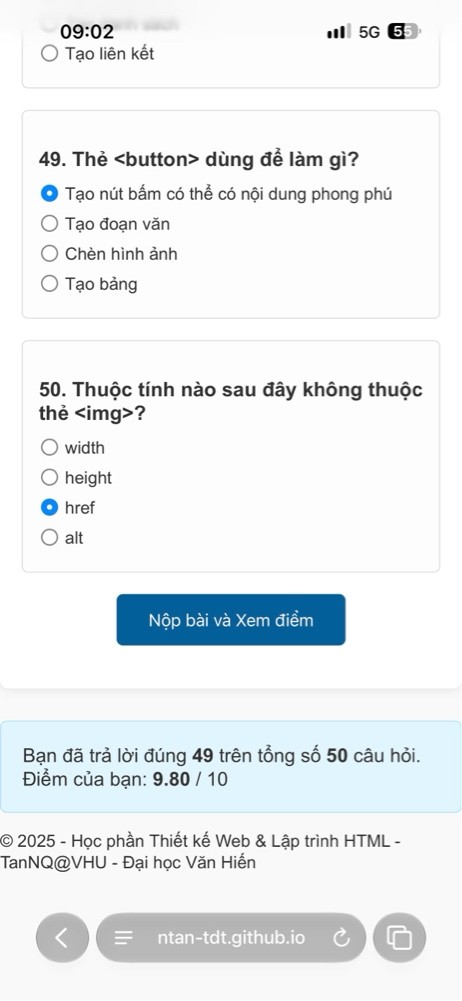 09:02
5G 55
Tạo liên kết
49. Thẻ <button> dùng để làm gì?
Tạo nút bấm có thể có nội dung phong phú
Tạo đoạn văn
Chèn hình ảnh
Tạo bảng
50. Thuộc tính nào sau đây không thuộc
thẻ <img>?
width
height
href
alt
Nộp bài và Xem điểm
Bạn đã trả lời đúng 49 trên tổng số 50 câu hỏi.
Điểm của bạn: 9.80 / 10
© 2025 - Học phần Thiết kế Web & Lập trình HTML -
TanNQ@VHU - Đại học Văn Hiến
ntan-tdt.github.io